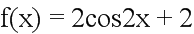 f(x) = 2cos2x + 2